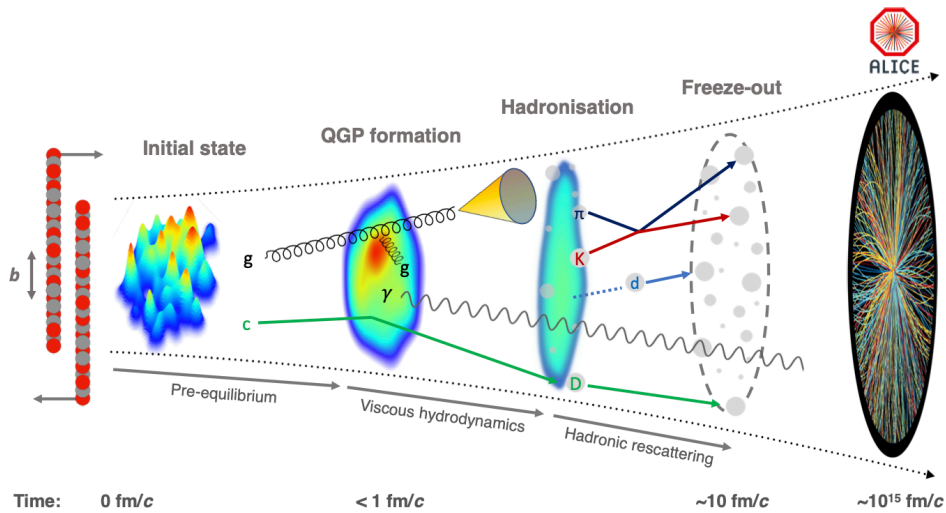 ALICE
Freeze-out
Hadronisation
QGP formation
Initial state
b
g
g
γ
c
π
K
d
D
Pre-equilibrium
Viscous hydrodynamics
Hadronic rescattering
Time: 0 fm/c < 1 fm/c ~10 fm/c ~10¹⁵ fm/c